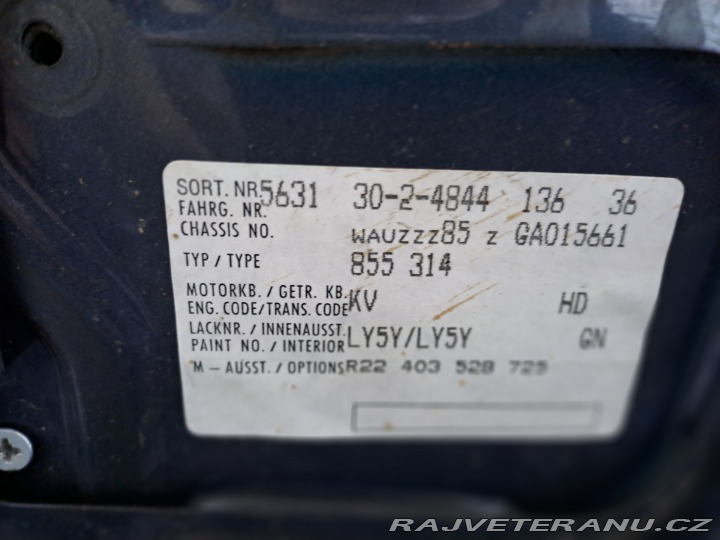 SORT. NR. 5631 30-2-4844 136 36
FAHRG. NR.
CHASSIS NO. WAUZZZ85 Z GA015661
TYP / TYPE 855 314
MOTORKB. / GETR. KB.
ENG. CODE/TRANS. CODE KV HD
LACKNR. / INNENAUSST.
PAINT NO. / INTERIOR LY5Y/LY5Y GN
M – AUSST. / OPTIONS R22 403 528 725
RAJVETERANU.CZ